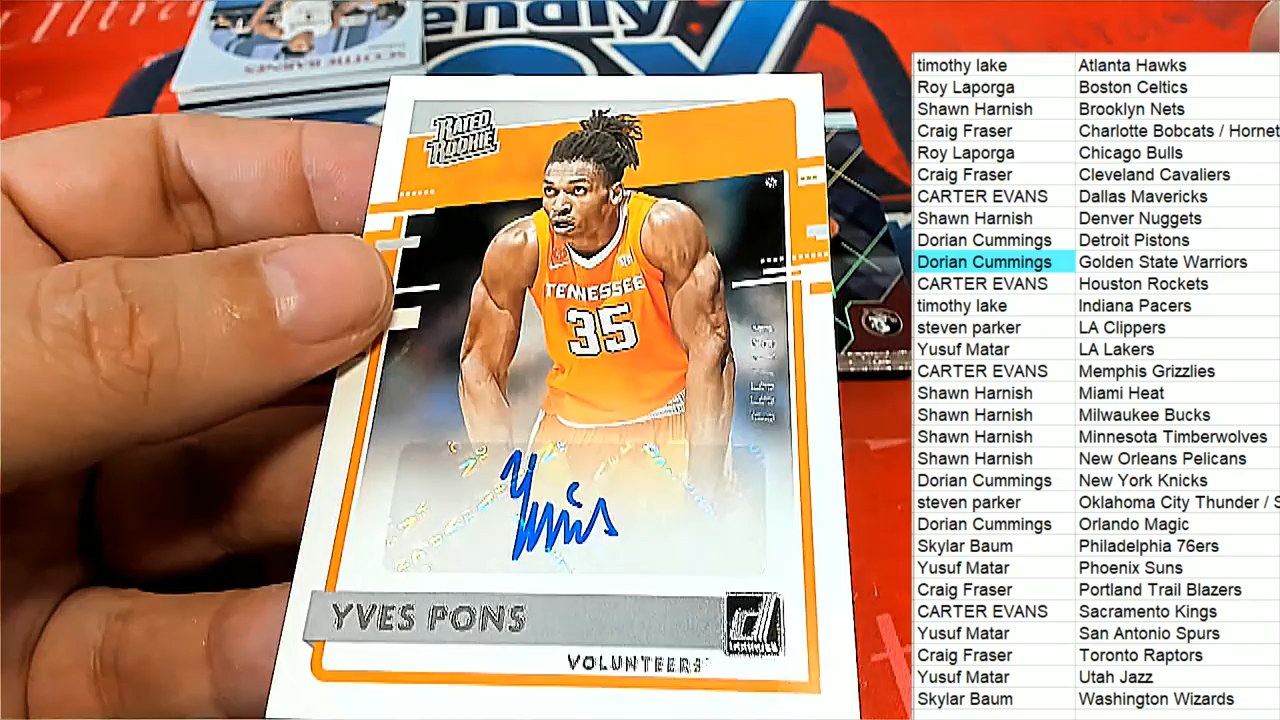 SCOTTIE BARNES
endly
RATED
ROOKIE
TENNESSEE
35
YVES PONS
d
DONRUSS
VOLUNTEERS
timothy lake Atlanta Hawks
Roy Laporga Boston Celtics
Shawn Harnish Brooklyn Nets
Craig Fraser Charlotte Bobcats / Hornet
Roy Laporga Chicago Bulls
Craig Fraser Cleveland Cavaliers
CARTER EVANS Dallas Mavericks
Shawn Harnish Denver Nuggets
Dorian Cummings Detroit Pistons
Dorian Cummings Golden State Warriors
CARTER EVANS Houston Rockets
timothy lake Indiana Pacers
steven parker LA Clippers
Yusuf Matar LA Lakers
CARTER EVANS Memphis Grizzlies
Shawn Harnish Miami Heat
Shawn Harnish Milwaukee Bucks
Shawn Harnish Minnesota Timberwolves
Shawn Harnish New Orleans Pelicans
Dorian Cummings New York Knicks
steven parker Oklahoma City Thunder / S
Dorian Cummings Orlando Magic
Skylar Baum Philadelphia 76ers
Yusuf Matar Phoenix Suns
Craig Fraser Portland Trail Blazers
CARTER EVANS Sacramento Kings
Yusuf Matar San Antonio Spurs
Craig Fraser Toronto Raptors
Yusuf Matar Utah Jazz
Skylar Baum Washington Wizards